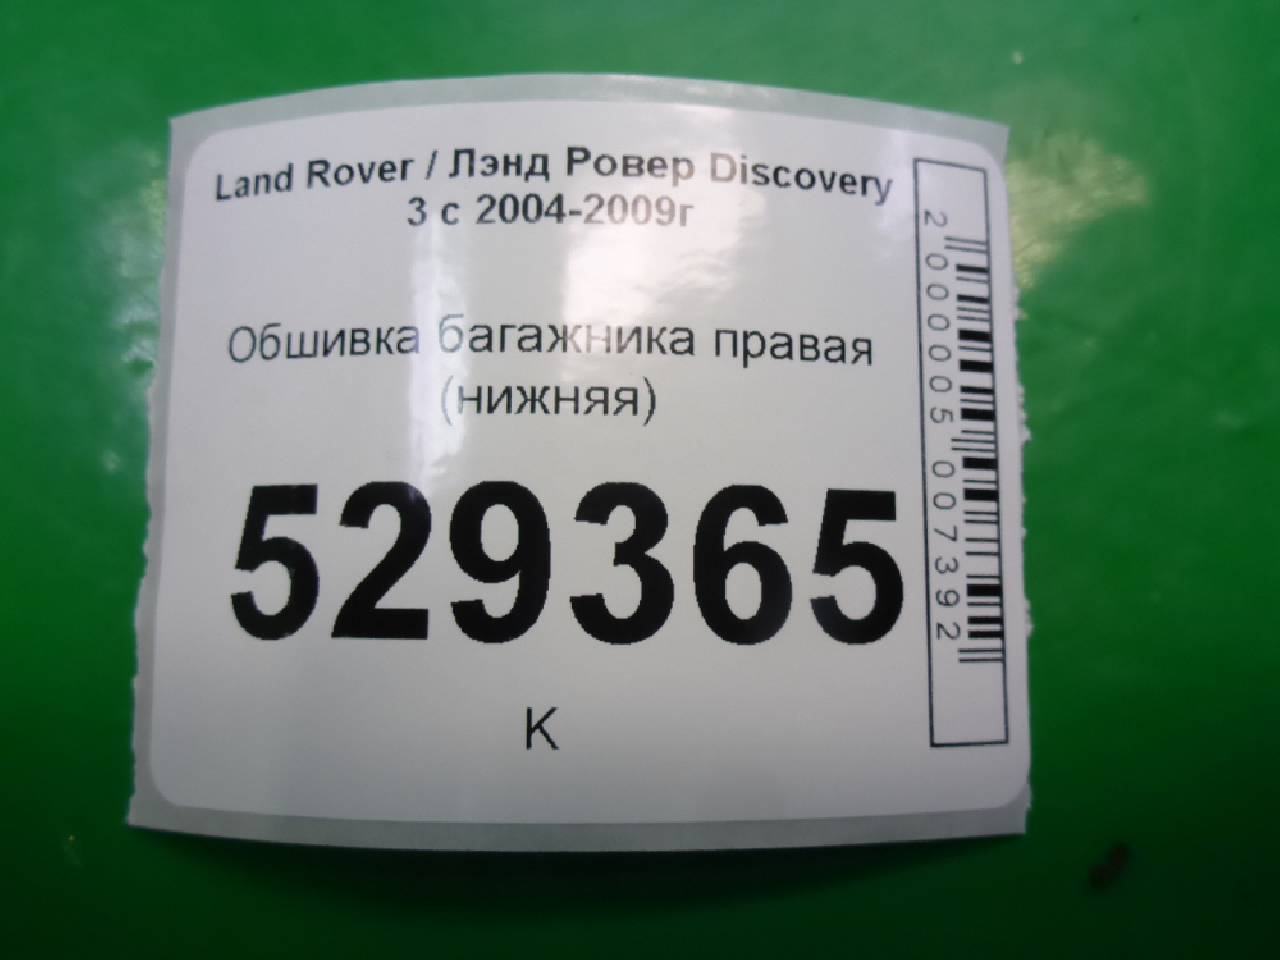 Land Rover / Лэнд Ровер Discovery
3 с 2004-2009г
Обшивка багажника правая
(нижняя)
529365
К
2000005007392